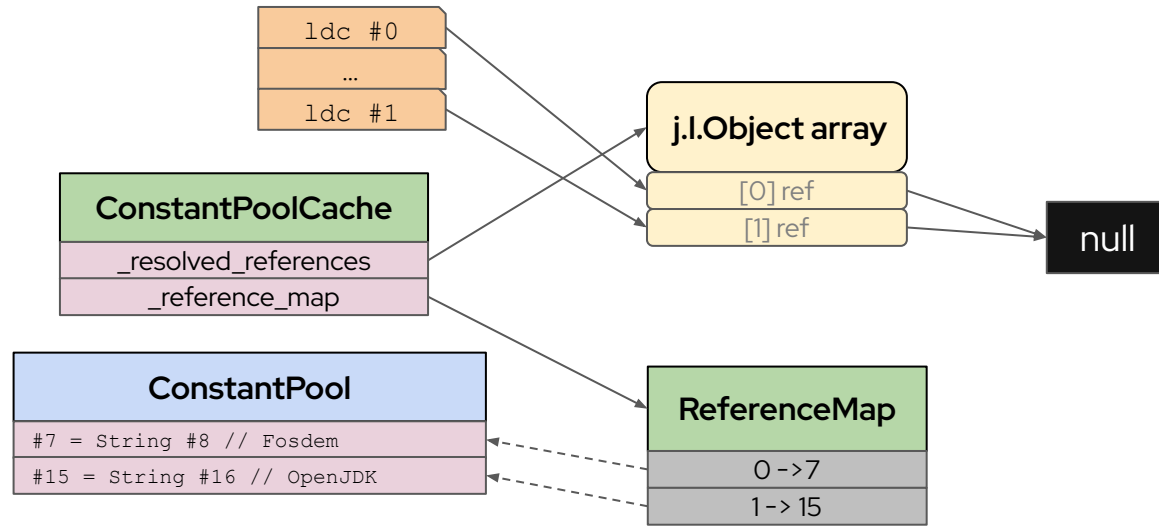 ldc #0
…
ldc #1
j.l.Object array
[0] ref
[1] ref
null
ConstantPoolCache
_resolved_references
_reference_map
ConstantPool
#7 = String #8 // Fosdem
#15 = String #16 // OpenJDK
ReferenceMap
0 ->7
1 -> 15